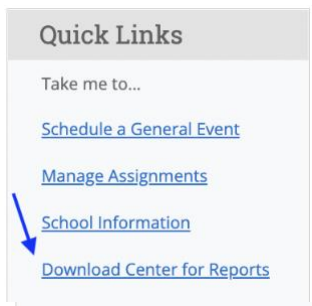 Quick Links
Take me to...
Schedule a General Event
Manage Assignments
School Information
Download Center for Reports